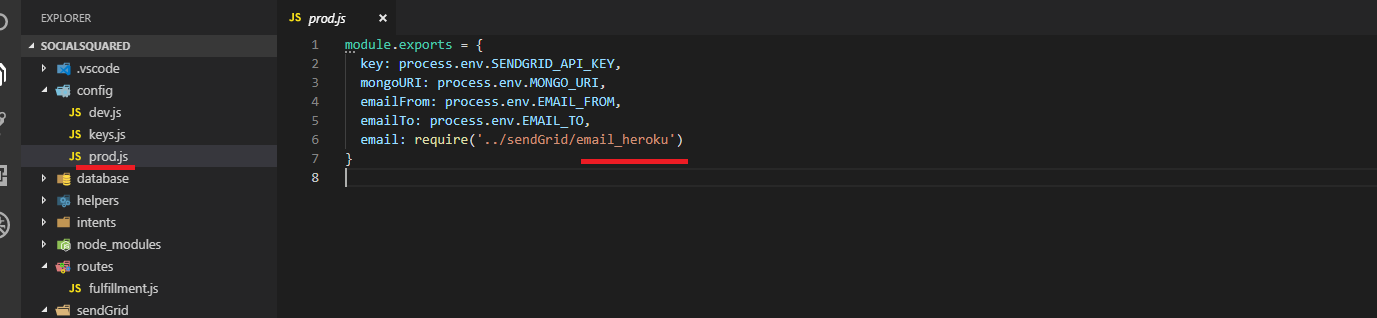 EXPLORER
SOCIALSQUARED
.vscode
config
JS dev.js
JS keys.js
JS prod.js
database
helpers
intents
node_modules
routes
JS fulfillment.js
sendGrid
JS prod.js ×
1 module.exports = {
2   key: process.env.SENDGRID_API_KEY,
3   mongoURI: process.env.MONGO_URI,
4   emailFrom: process.env.EMAIL_FROM,
5   emailTo: process.env.EMAIL_TO,
6   email: require('../sendGrid/email_heroku')
7 }
8